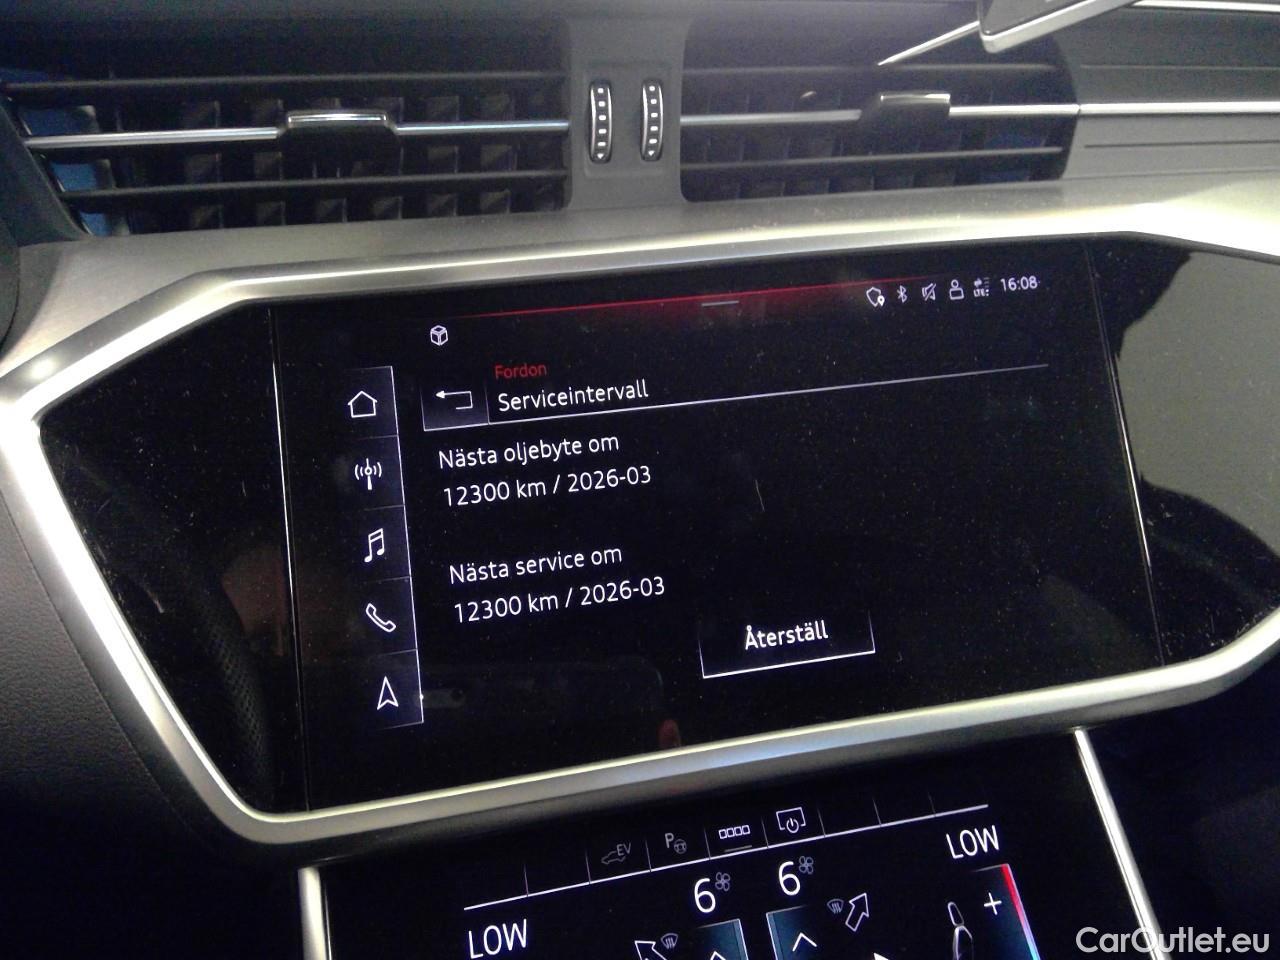 16:08
Fordon
Serviceintervall
Nästa oljebyte om
12300 km / 2026-03
Nästa service om
12300 km / 2026-03
Återställ
EV
P
LOW
6
6
LOW
+
CarOutlet.eu